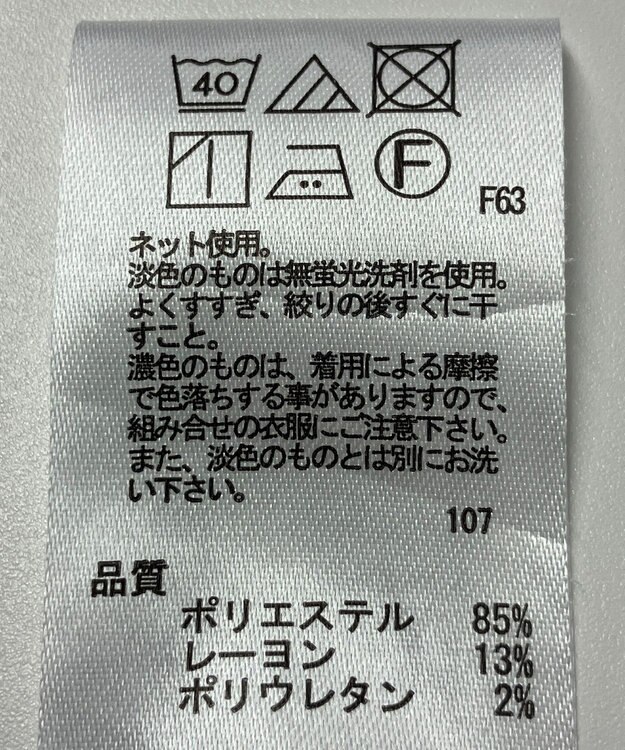 40
F
F63
ネット使用。
淡色のものは無蛍光洗剤を使用。
よくすすぎ、絞りの後すぐに干
すこと。
濃色のものは、着用による摩擦
で色落ちする事がありますので、
組み合せの衣服にご注意下さい。
また、淡色のものとは別にお洗
い下さい。
107
品質
ポリエステル 85%
レーヨン 13%
ポリウレタン 2%